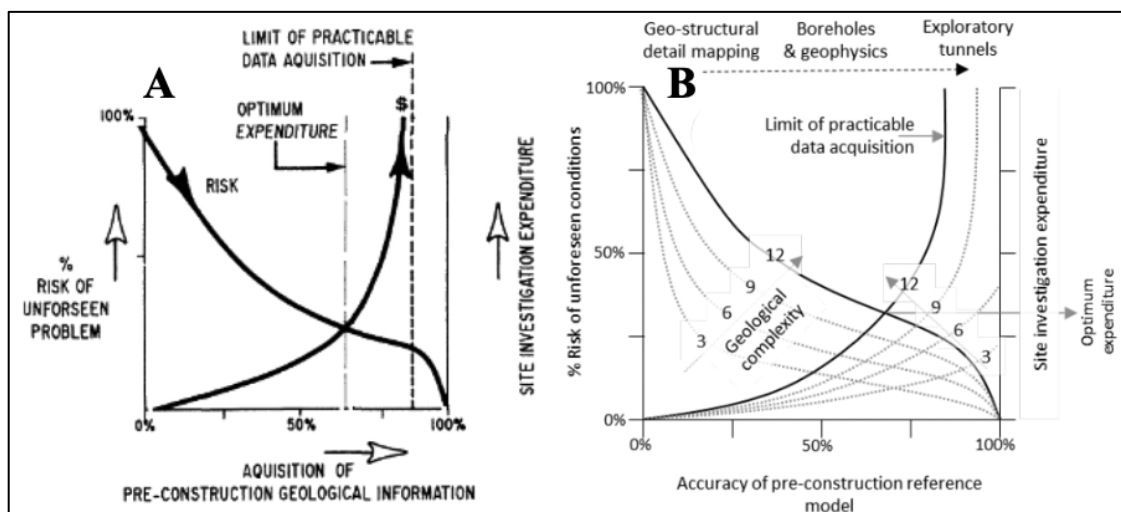 A
LIMIT OF PRACTICABLE
DATA AQUISITION
OPTIMUM
EXPENDITURE
$
100%
RISK
%
RISK OF
UNFORSEEN
PROBLEM
SITE INVESTIGATION EXPENDITURE
0%
50%
100%
AQUISITION OF
PRE-CONSTRUCTION GEOLOGICAL INFORMATION
B
Geo-structural
detail mapping
Boreholes
& geophysics
Exploratory
tunnels
100%
50%
0%
% Risk of unforeseen conditions
Limit of practicable
data acquisition
12
9
6
3
Geological
complexity
12
9
6
3
Site investigation expenditure
Optimum
expenditure
0%
50%
100%
Accuracy of pre-construction reference
model